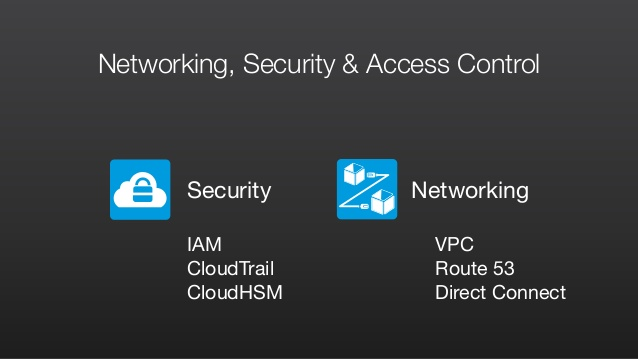 Networking, Security & Access Control
Security
IAM
CloudTrail
CloudHSM
Networking
VPC
Route 53
Direct Connect